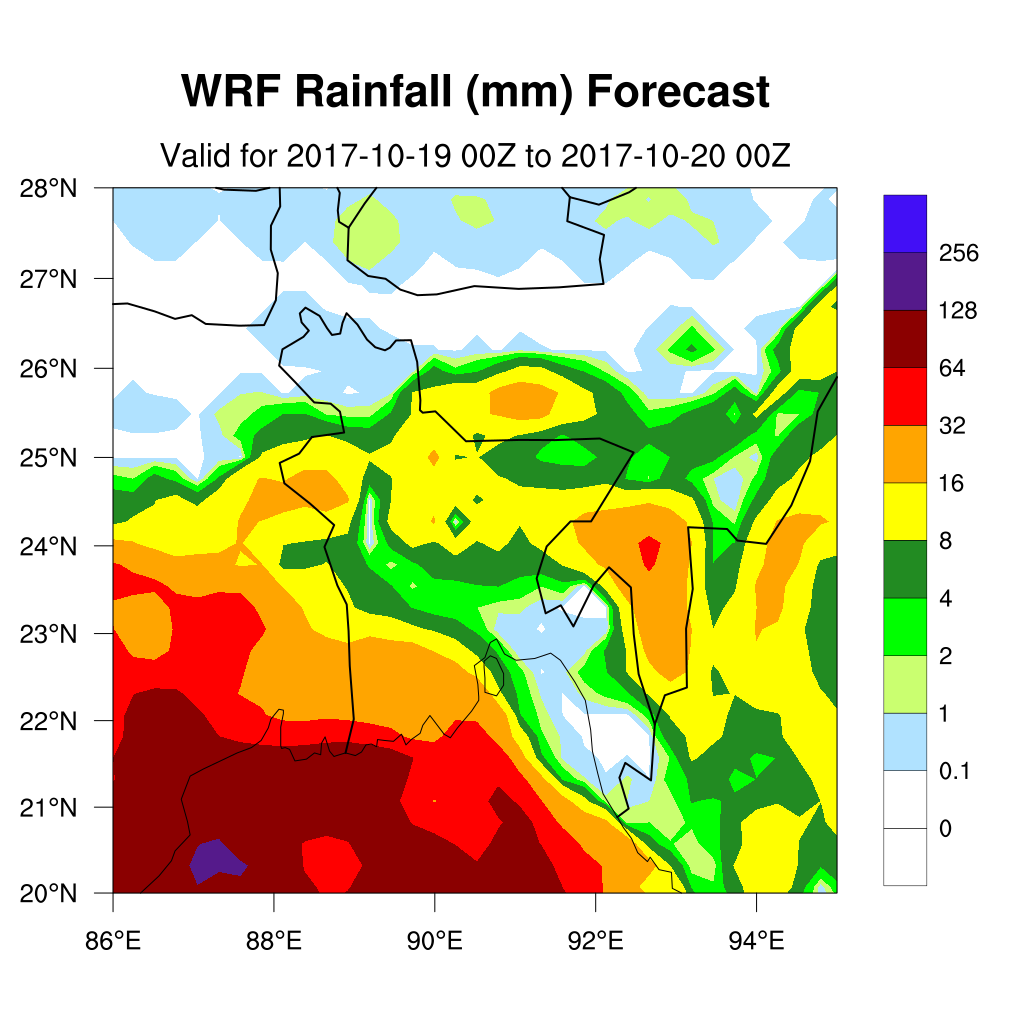 WRF Rainfall (mm) Forecast
Valid for 2017-10-19 00Z to 2017-10-20 00Z
28°N
27°N
26°N
25°N
24°N
23°N
22°N
21°N
20°N
86°E 88°E 90°E 92°E 94°E
256
128
64
32
16
8
4
2
1
0.1
0